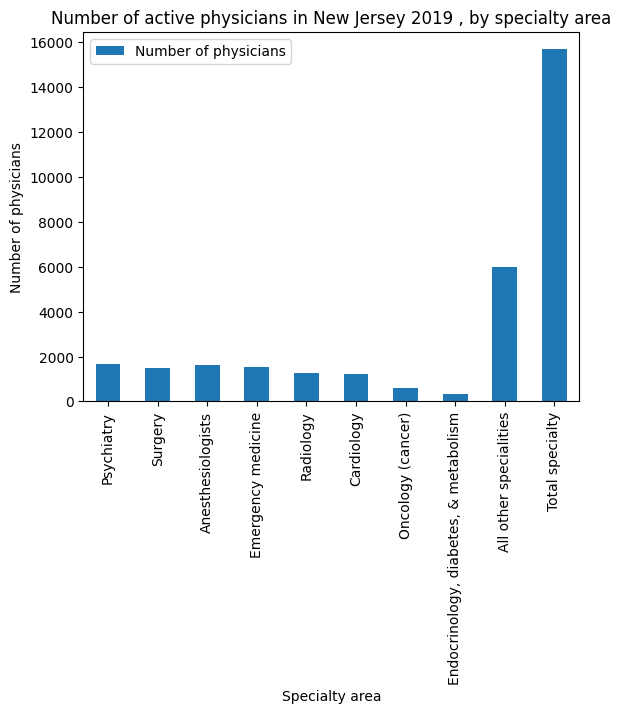 Number of active physicians in New Jersey 2019 , by specialty area
Number of physicians
Number of physicians
16000
14000
12000
10000
8000
6000
4000
2000
0
Psychiatry
Surgery
Anesthesiologists
Emergency medicine
Radiology
Cardiology
Oncology (cancer)
Endocrinology, diabetes, & metabolism
All other specialities
Total specialty
Specialty area